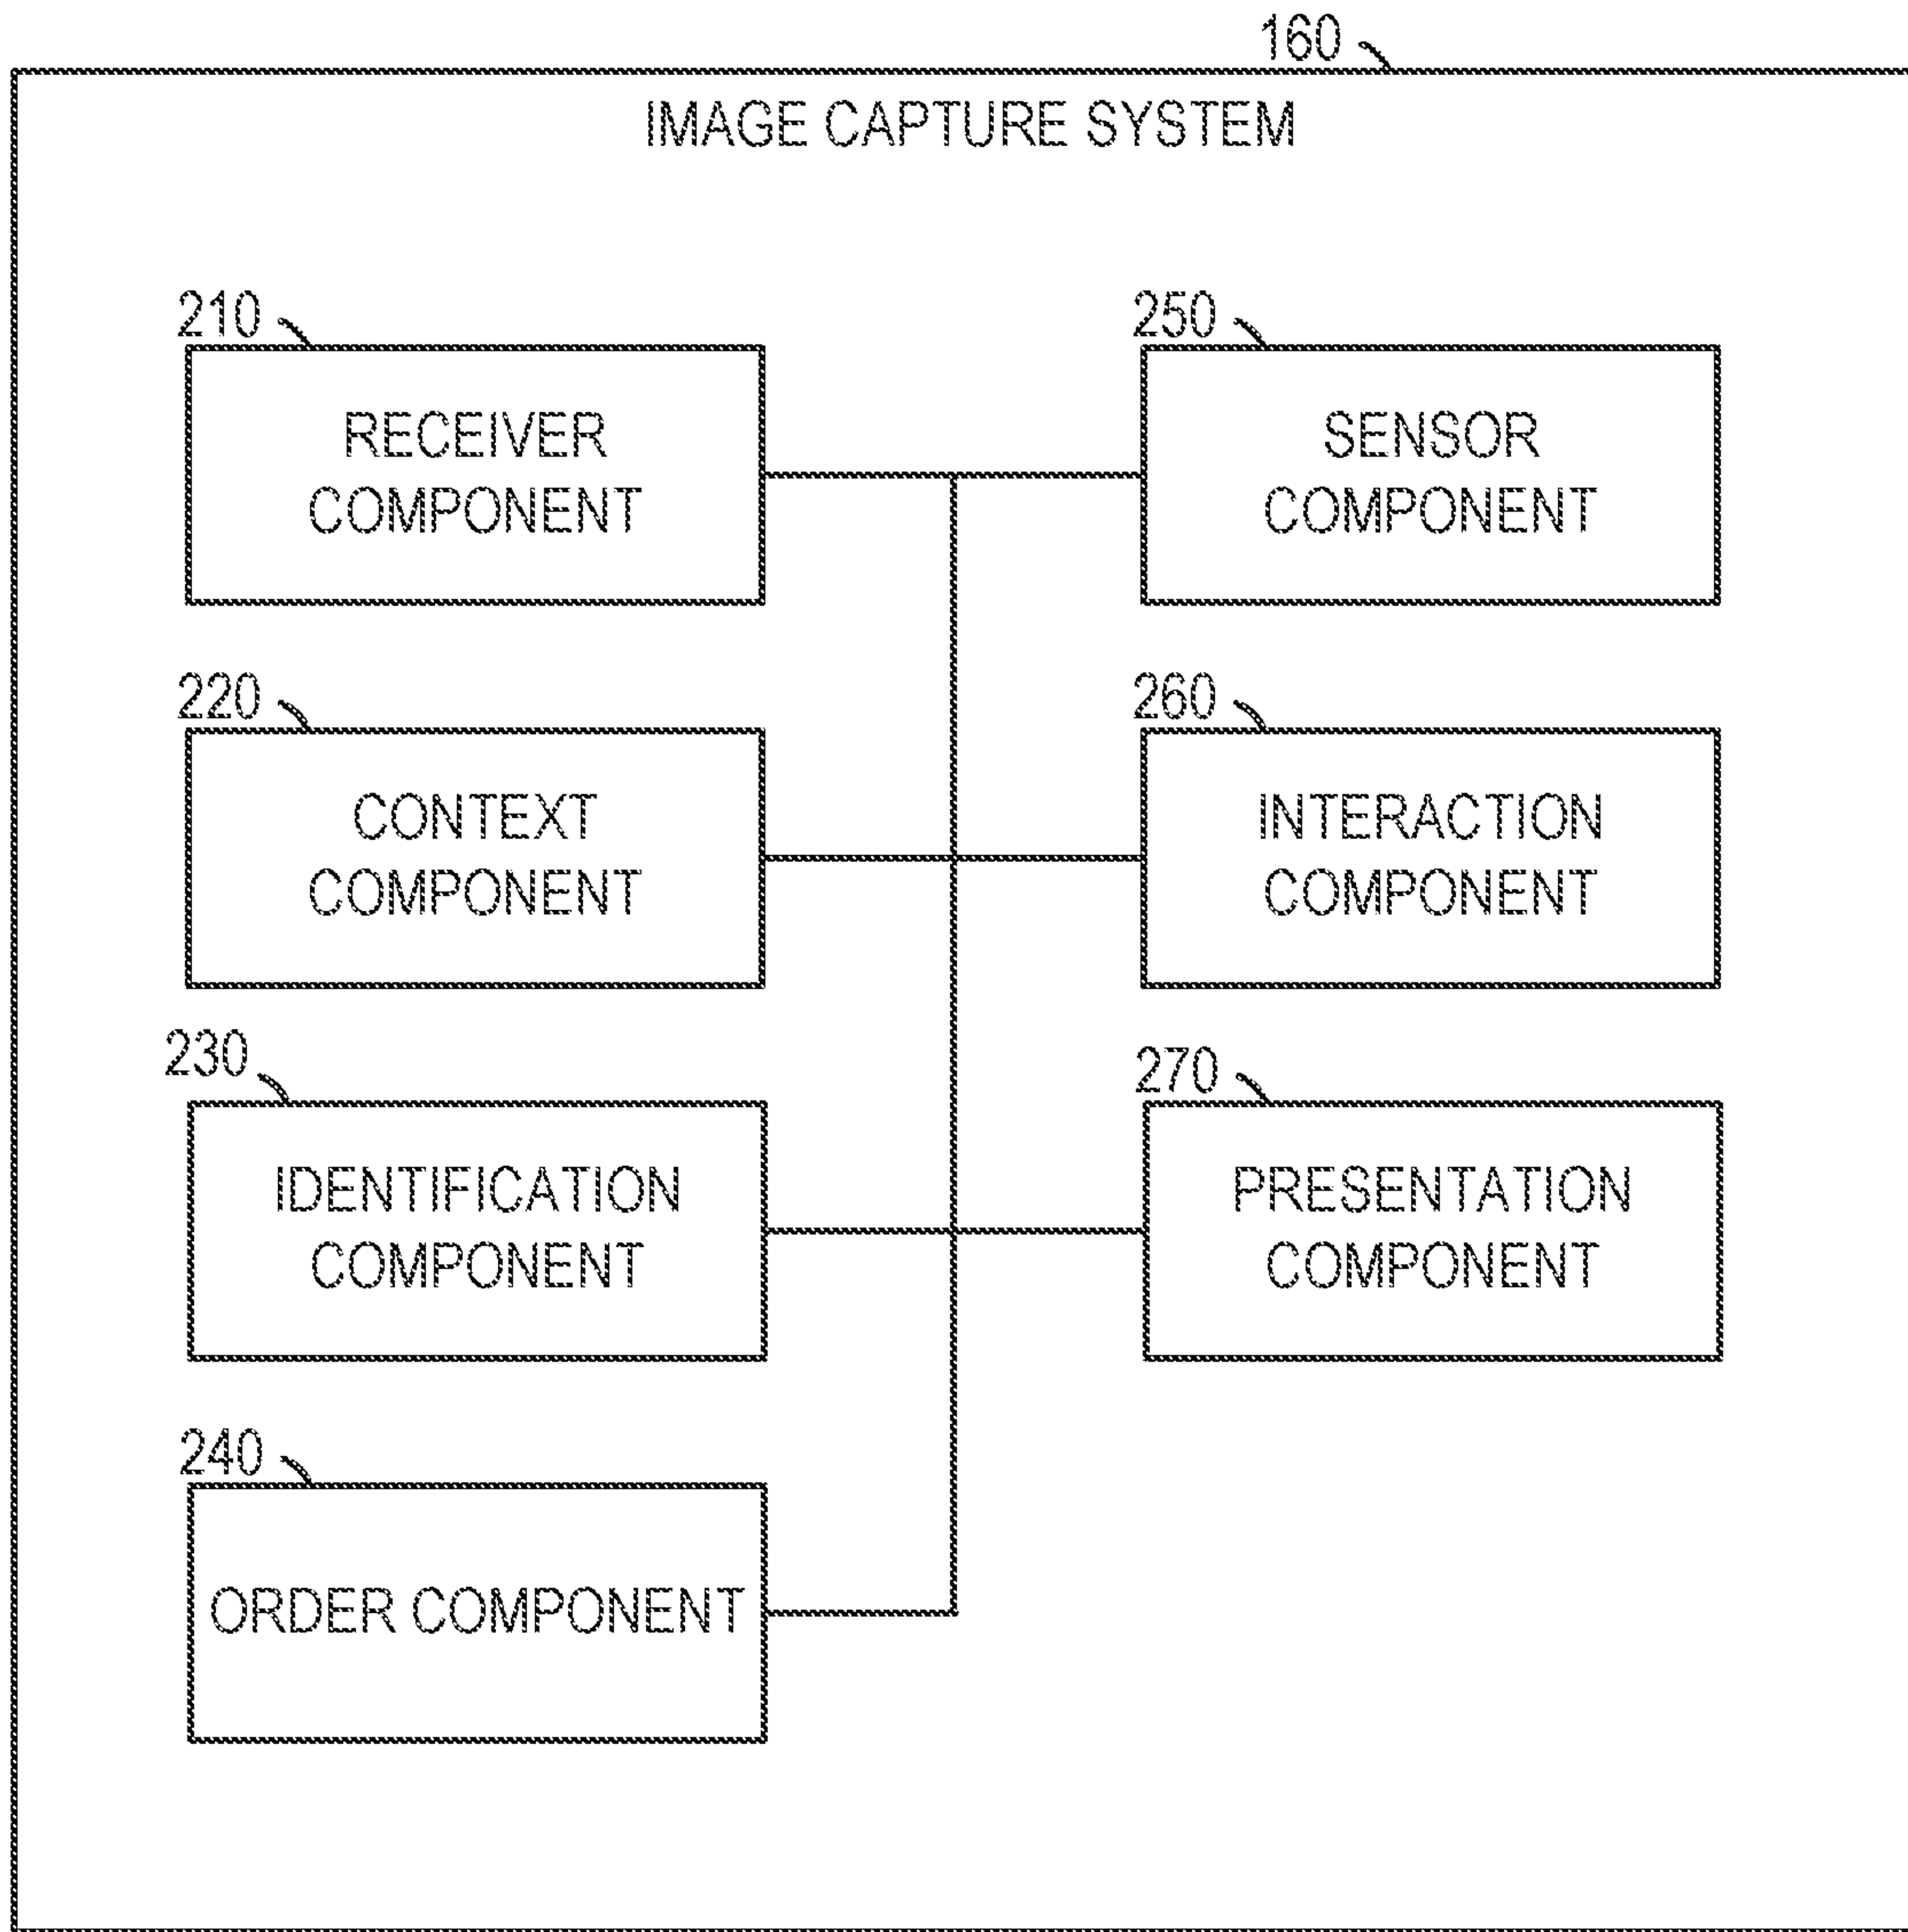 160
IMAGE CAPTURE SYSTEM
210
RECEIVER
COMPONENT
250
SENSOR
COMPONENT
220
CONTEXT
COMPONENT
260
INTERACTION
COMPONENT
230
IDENTIFICATION
COMPONENT
270
PRESENTATION
COMPONENT
240
ORDER COMPONENT